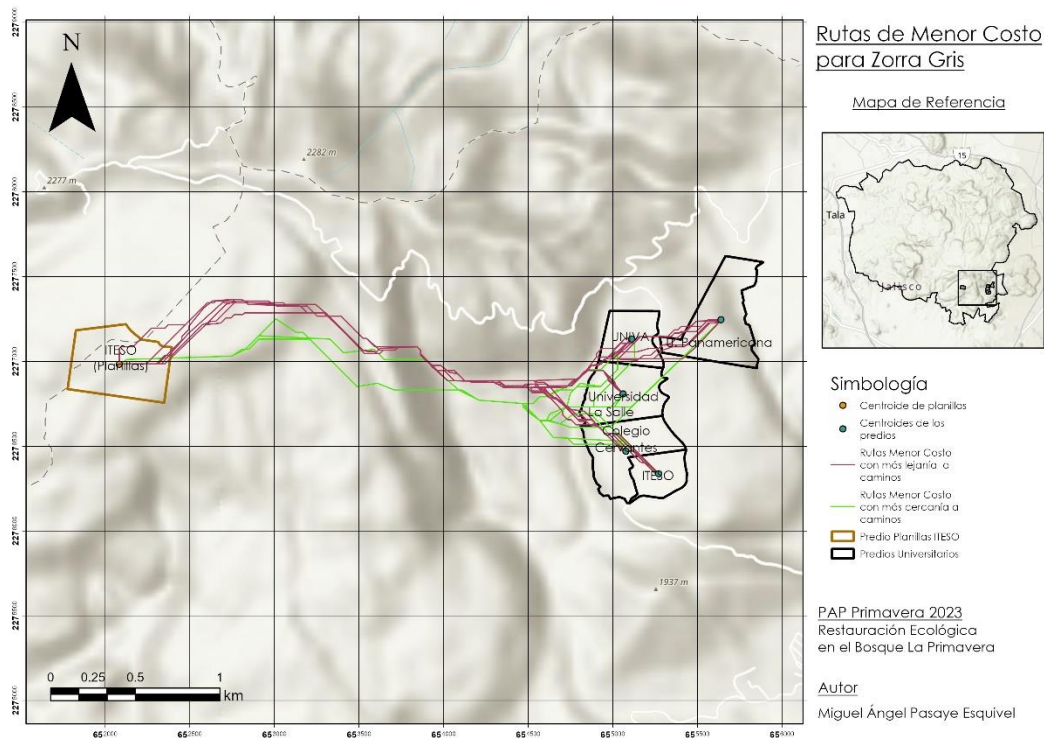 Rutas de Menor Costo
para Zorra Gris
Mapa de Referencia
15
Tala
Jalisco
N
2282 m
2277 m
ITESO
(Planillas)
UNIVA
U. Panamericana
Universidad
La Salle
Colegio
Cervantes
ITESO
1937 m
0 0.25 0.5 1
km
Simbología
Centroide de planillas
Centroides de los
predios
Rutas Menor Costo
con más lejanía a
caminos
Rutas Menor Costo
con más cercanía a
caminos
Predio Planillas ITESO
Predios Universitarios
PAP Primavera 2023
Restauración Ecológica
en el Bosque La Primavera
Autor
Miguel Ángel Pasaye Esquivel